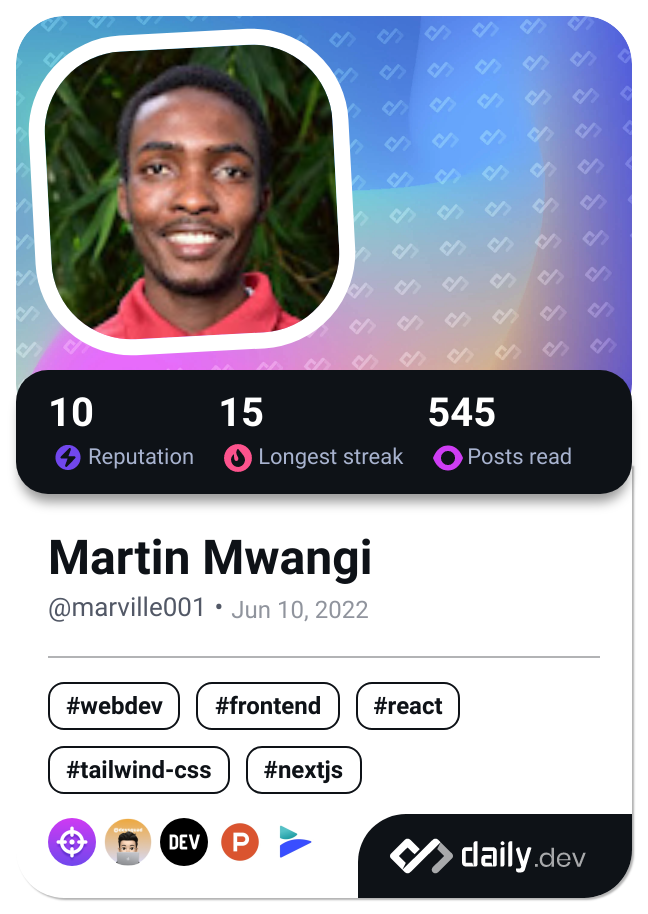 10 15 545
Reputation Longest streak Posts read
Martin Mwangi
@marville001 • Jun 10, 2022
#webdev #frontend #react
#tailwind-css #nextjs
DEV P
daily.dev